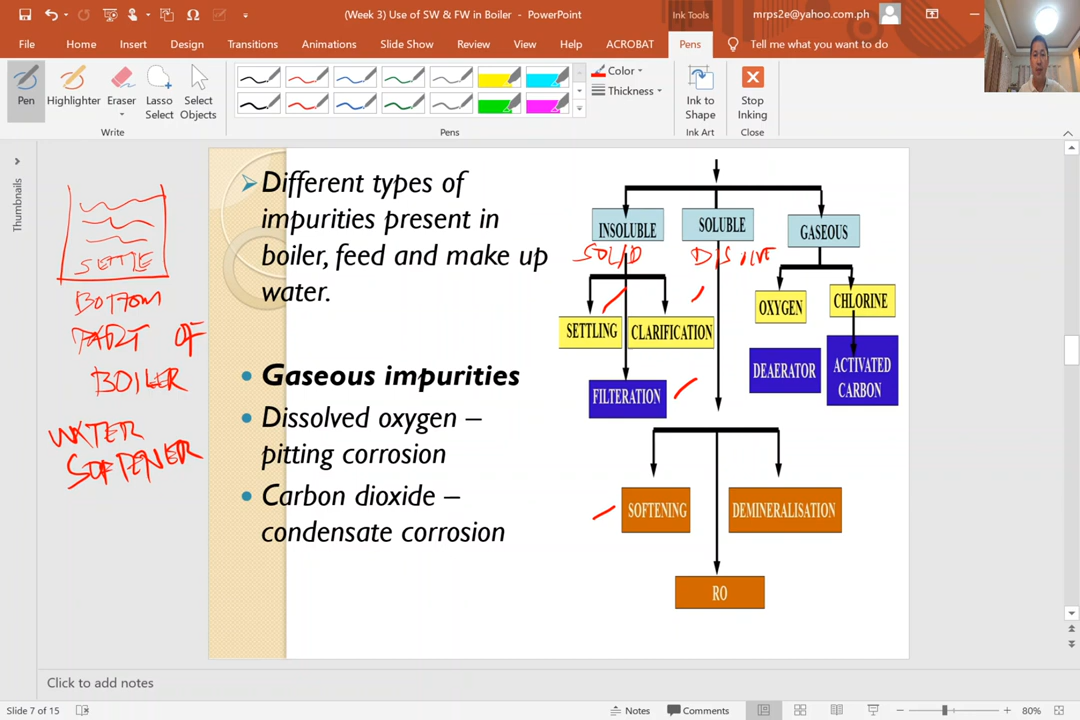 (Week 3) Use of SW & FW in Boiler - PowerPoint
Ink Tools
mrps2e@yahoo.com.ph
File
Home
Insert
Design
Transitions
Animations
Slide Show
Review
View
Help
ACROBAT
Pens
Tell me what you want to do
Pen
Highlighter
Eraser
Lasso
Select
Select
Objects
Color
Thickness
Ink to
Shape
Stop
Inking
Write
Pens
Ink Art
Close
Thumbnails
SETTLE
BOTTOM
PART OF
BOILER
WATER
SOFTENER
Different types of
impurities present in
boiler, feed and make up
water.
Gaseous impurities
Dissolved oxygen –
pitting corrosion
Carbon dioxide –
condensate corrosion
INSOLUBLE
SOLUBLE
GASEOUS
SOLID
SETTLING
CLARIFICATION
OXYGEN
CHLORINE
FILTERATION
DEAERATOR
ACTIVATED
CARBON
SOFTENING
DEMINERALISATION
RO
Click to add notes
Slide 7 of 15
Notes
Comments
80%